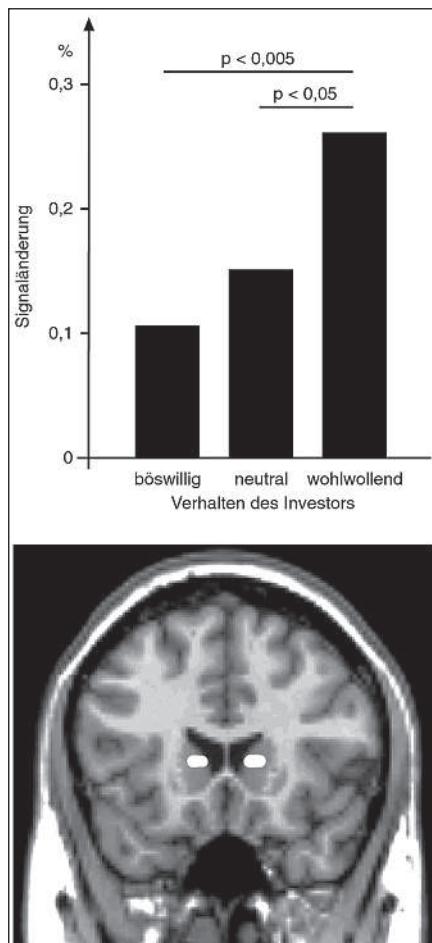 %
p < 0,005
0,3
p < 0,05
0,2
Signaländerung
0,1
0
böswillig neutral wohlwollend
Verhalten des Investors